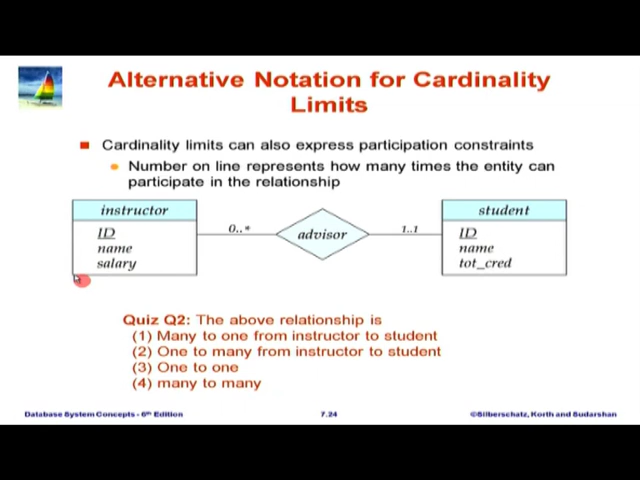 Alternative Notation for Cardinality
Limits
Cardinality limits can also express participation constraints
Number on line represents how many times the entity can
participate in the relationship
instructor
ID
name
salary
0..*
advisor
1..1
student
ID
name
tot_cred
Quiz Q2: The above relationship is
(1) Many to one from instructor to student
(2) One to many from instructor to student
(3) One to one
(4) many to many
Database System Concepts - 6th Edition
7.24
©Silberschatz, Korth and Sudarshan